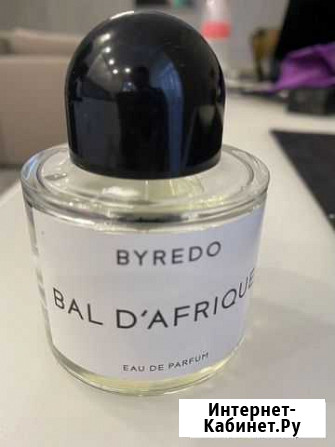 BYREDO
BAL D'AFRIQUE
EAU DE PARFUM
Интернет-
Кабинет.Ру